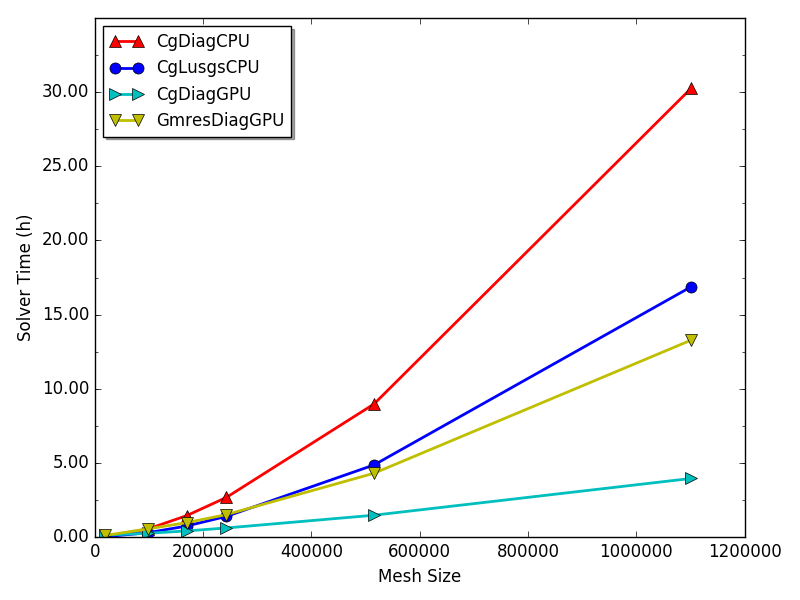 CgDiagCPU
CgLusgsCPU
CgDiagGPU
GmresDiagGPU
30.00
25.00
20.00
15.00
10.00
5.00
0.00
Solver Time (h)
0 200000 400000 600000 800000 1000000 1200000
Mesh Size